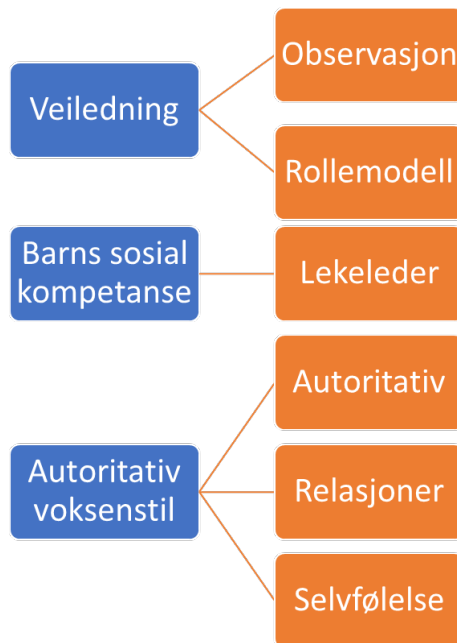 Veiledning
Observasjon
Rollemodell
Barns sosial
kompetanse
Lekeleder
Autoritativ
voksenstil
Autoritativ
Relasjoner
Selvfølelse